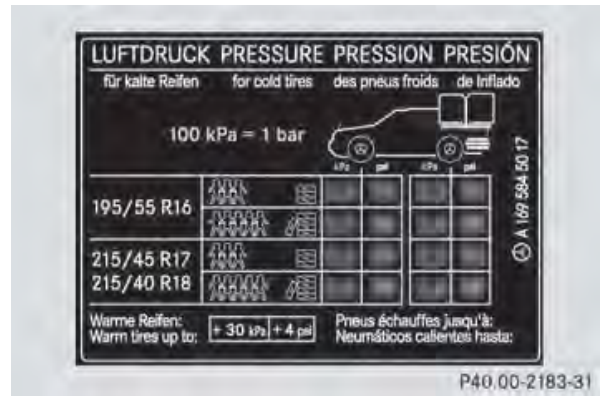 LUFTDRUCK PRESSURE PRESSION PRESIÓN
für kalte Reifen for cold tires des pneus froids de Inflado
100 kPa = 1 bar
kPa psi kPa psi
195/55 R16
215/45 R17
215/40 R18
A 169 584 50 17
Warme Reifen:
Warm tires up to:
+ 30 kPa + 4 psi
Pneus échauffes jusqu'à:
Neumáticos calientes hasta:
P40.00-2183-31